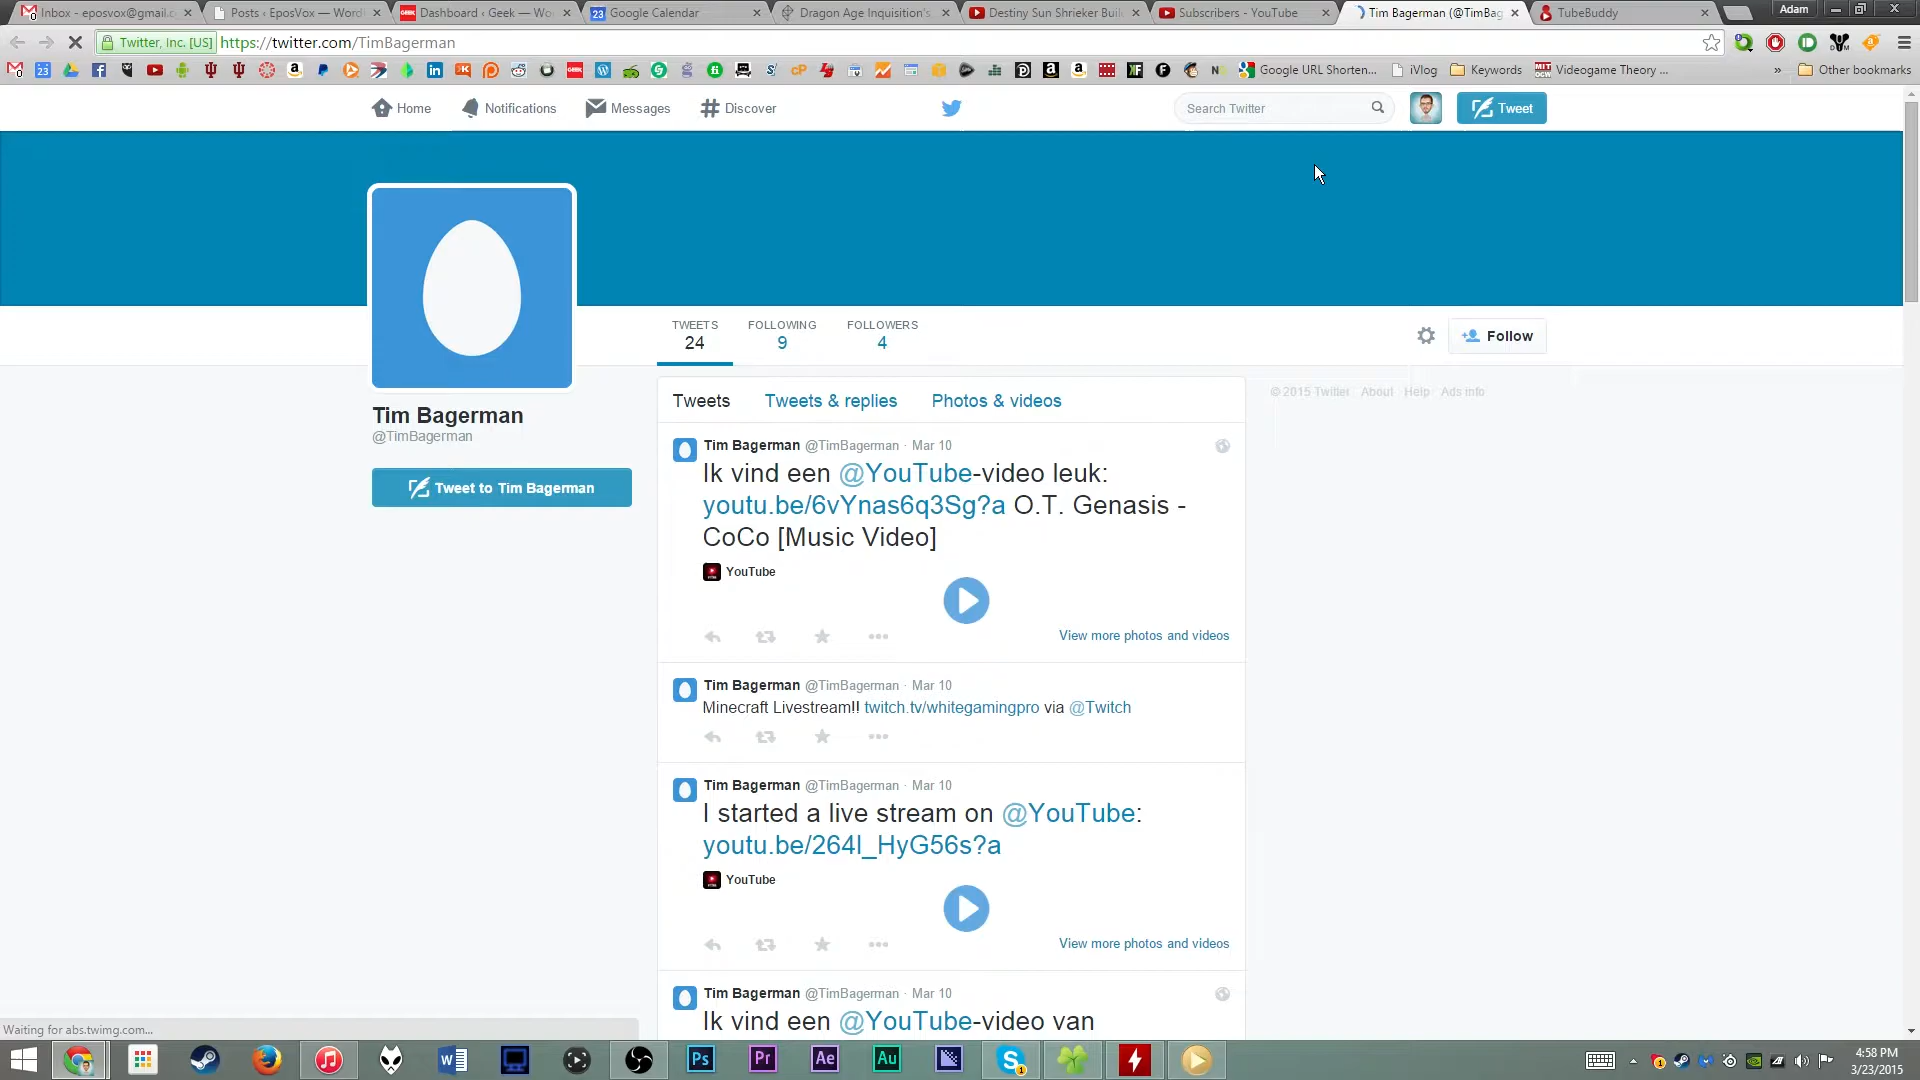 Inbox - eposvox@gmail.c
Posts ‹ EposVox — Word
Dashboard ‹ Geek — Wo
Google Calendar
Dragon Age Inquisition's
Destiny Sun Shrieker Buil
Subscribers - YouTube
Tim Bagerman (@TimBag
TubeBuddy
Adam
Twitter, Inc. [US] https://twitter.com/TimBagerman
Google URL Shorten...
iVlog
Keywords
Videogame Theory ...
»
Other bookmarks
Home
Notifications
Messages
Discover
Search Twitter
Tweet
TWEETS
24
FOLLOWING
9
FOLLOWERS
4
Follow
Tim Bagerman
@TimBagerman
Tweet to Tim Bagerman
Tweets
Tweets & replies
Photos & videos
© 2015 Twitter About Help Ads info
Tim Bagerman @TimBagerman · Mar 10
Ik vind een @YouTube-video leuk:
youtu.be/6vYnas6q3Sg?a O.T. Genasis -
CoCo [Music Video]
YouTube
View more photos and videos
Tim Bagerman @TimBagerman · Mar 10
Minecraft Livestream!! twitch.tv/whitegamingpro via @Twitch
Tim Bagerman @TimBagerman · Mar 10
I started a live stream on @YouTube:
youtu.be/264l_HyG56s?a
YouTube
View more photos and videos
Tim Bagerman @TimBagerman · Mar 10
Ik vind een @YouTube-video van
Waiting for abs.twimg.com...
Ps
Pr
Ae
Au
4:58 PM
3/23/2015